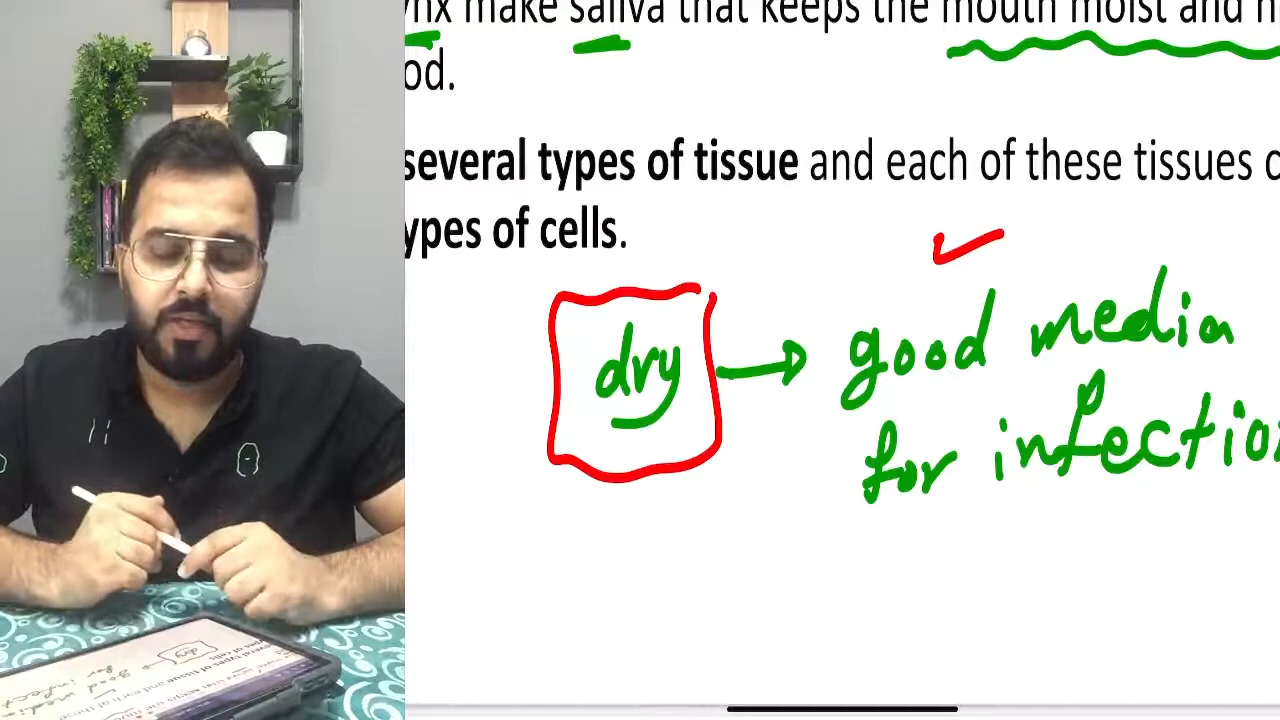 make saliva that keeps the mouth moist and
od.
several types of tissue and each of these tissues
ypes of cells.
dry → good media
for infection